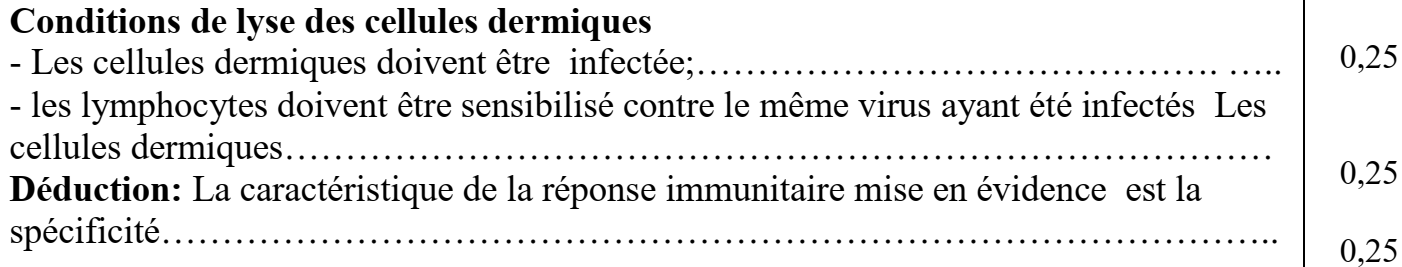 Conditions de lyse des cellules dermiques
- Les cellules dermiques doivent être  infectée;……………………………………. ….. 0,25
- les lymphocytes doivent être sensibilisé contre le même virus ayant été infectés  Les
cellules dermiques……………………………………………………………………… 0,25
Déduction: La caractéristique de la réponse immunitaire mise en évidence  est la
spécificité……………………………………………………………………………….. 0,25